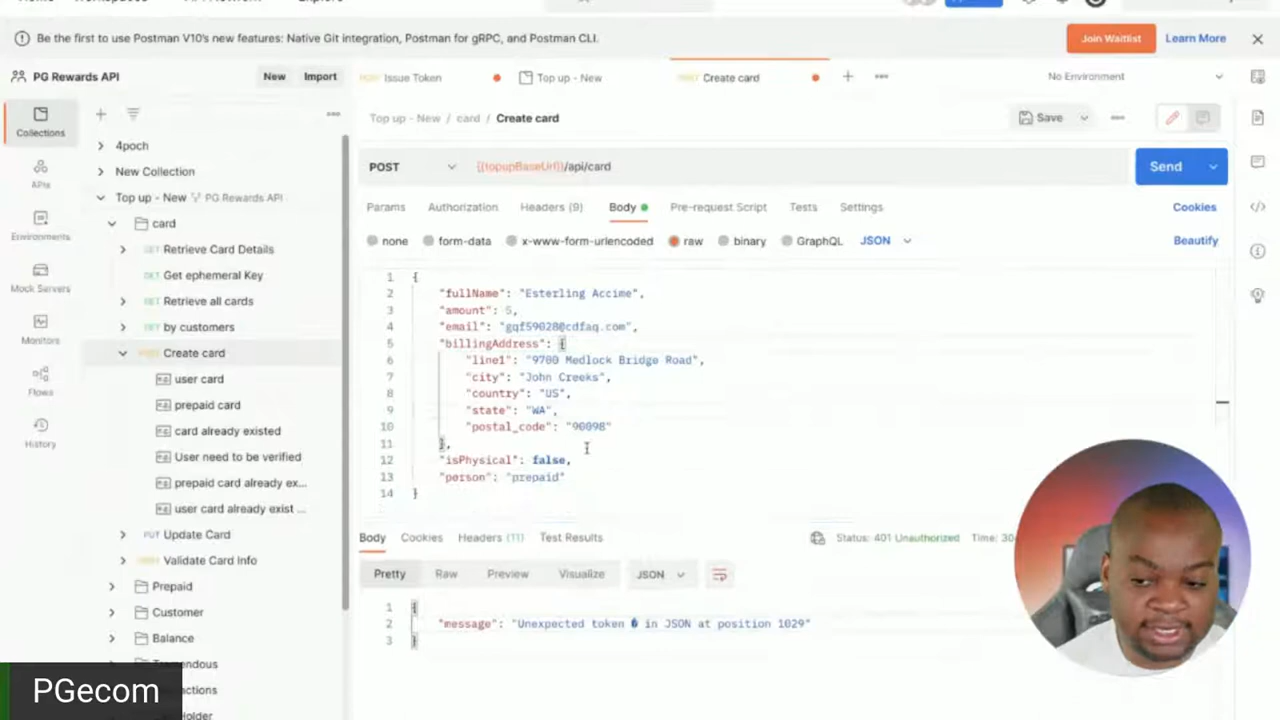 Be the first to use Postman V10's new features: Native Git integration, Postman for gRPC, and Postman CLI.
Join Waitlist
Learn More
PG Rewards API
New
Import
Issue Token
Top up - New
Create card
No Environment
Collections
APIs
Environments
Mock Servers
Monitors
Flows
History
4poch
New Collection
Top up - New
PG Rewards API
card
GET Retrieve Card Details
GET Get ephemeral Key
GET Retrieve all cards
GET by customers
POST Create card
user card
prepaid card
card already existed
User need to be verified
prepaid card already ex...
user card already exist ...
PUT Update Card
POST Validate Card Info
Prepaid
Customer
Balance
Top up - New / card / Create card
Save
POST
{{topupBaseUrl}}/api/card
Send
Params
Authorization
Headers (9)
Body
Pre-request Script
Tests
Settings
Cookies
none
form-data
x-www-form-urlencoded
raw
binary
GraphQL
JSON
Beautify
1 {
2 "fullName": "Esterling Accime",
3 "amount": 5,
4 "email": "gqf59028@cdfaq.com",
5 "billingAddress": {
6 "line1": "9700 Medlock Bridge Road",
7 "city": "John Creeks",
8 "country": "US",
9 "state": "WA",
10 "postal_code": "90098"
11 },
12 "isPhysical": false,
13 "person": "prepaid"
14 }
Body
Cookies
Headers (11)
Test Results
Status: 401 Unauthorized
Time:
Pretty
Raw
Preview
Visualize
JSON
1 {
2 "message": "Unexpected token � in JSON at position 1029"
3 }
PGecom